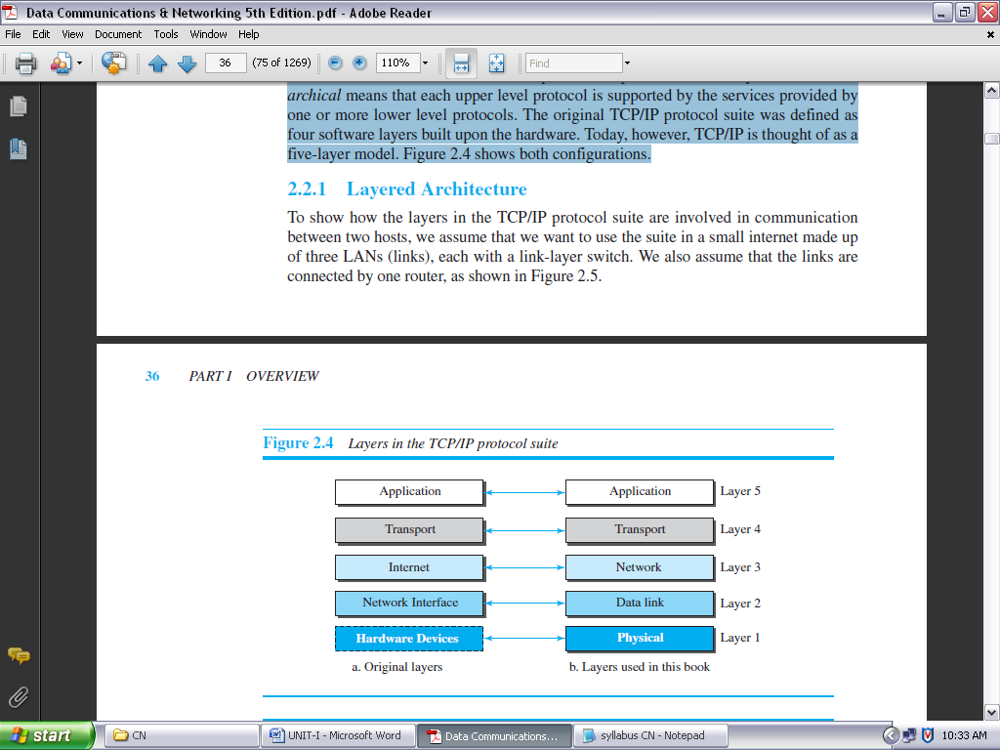 Data Communications & Networking 5th Edition.pdf - Adobe Reader
File Edit View Document Tools Window Help
36 (75 of 1269) 110% Find
archical means that each upper level protocol is supported by the services provided by
one or more lower level protocols. The original TCP/IP protocol suite was defined as
four software layers built upon the hardware. Today, however, TCP/IP is thought of as a
five-layer model. Figure 2.4 shows both configurations.
2.2.1 Layered Architecture
To show how the layers in the TCP/IP protocol suite are involved in communication
between two hosts, we assume that we want to use the suite in a small internet made up
of three LANs (links), each with a link-layer switch. We also assume that the links are
connected by one router, as shown in Figure 2.5.
36 PART I OVERVIEW
Figure 2.4 Layers in the TCP/IP protocol suite
Application Application Layer 5
Transport Transport Layer 4
Internet Network Layer 3
Network Interface Data link Layer 2
Hardware Devices Physical Layer 1
a. Original layers b. Layers used in this book
start CN UNIT-I - Microsoft Word Data Communications... syllabus CN - Notepad 10:33 AM